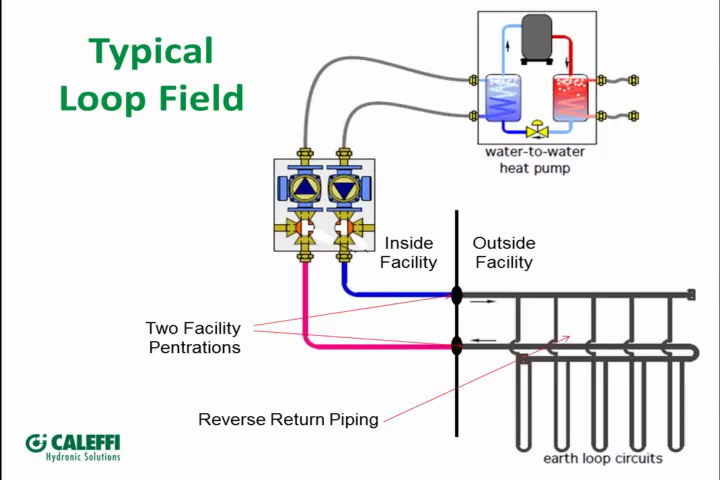 Typical
Loop Field
water-to-water
heat pump
Inside
Facility
Outside
Facility
Two Facility
Pentrations
Reverse Return Piping
earth loop circuits
CALEFFI
Hydronic Solutions